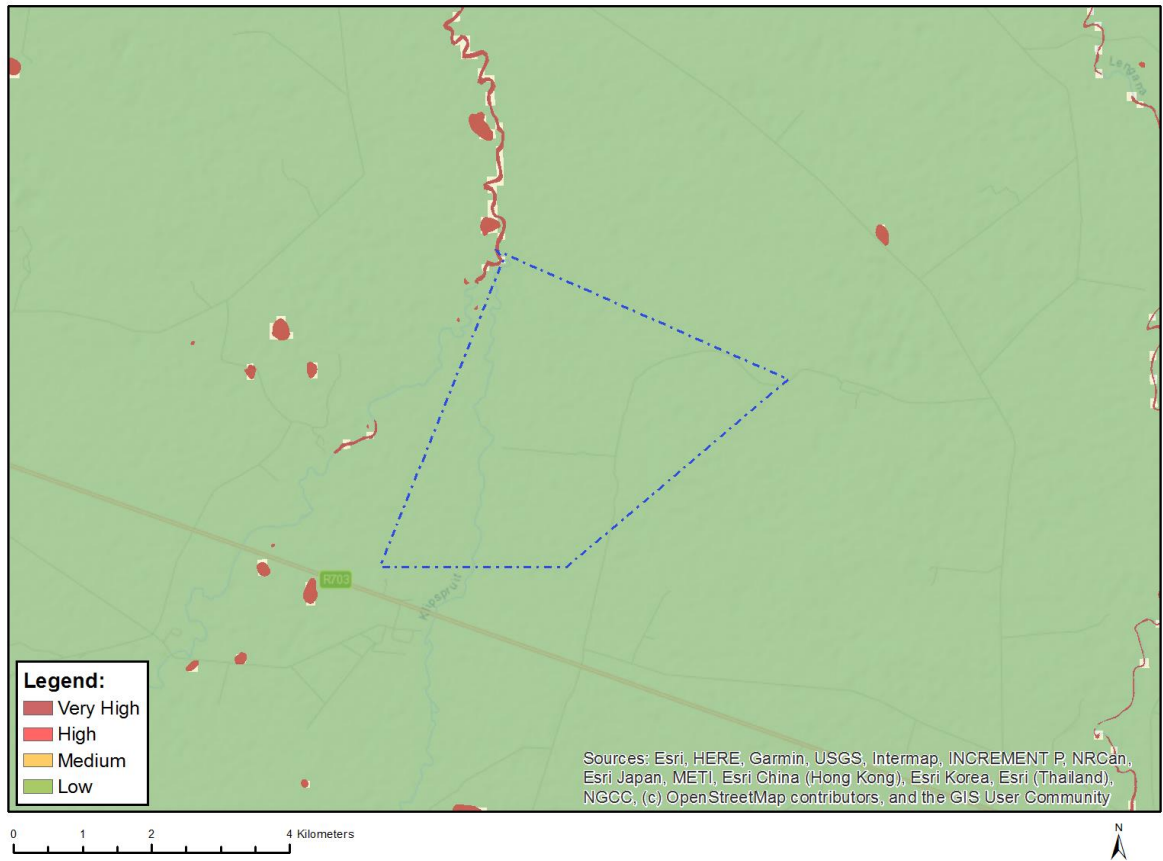 Lengana
R703
Klipspruit
Legend:
Very High
High
Medium
Low
Sources: Esri, HERE, Garmin, USGS, Intermap, INCREMENT P, NRCan,
Esri Japan, METI, Esri China (Hong Kong), Esri Korea, Esri (Thailand),
NGCC, (c) OpenStreetMap contributors, and the GIS User Community
0 1 2 4 Kilometers
N